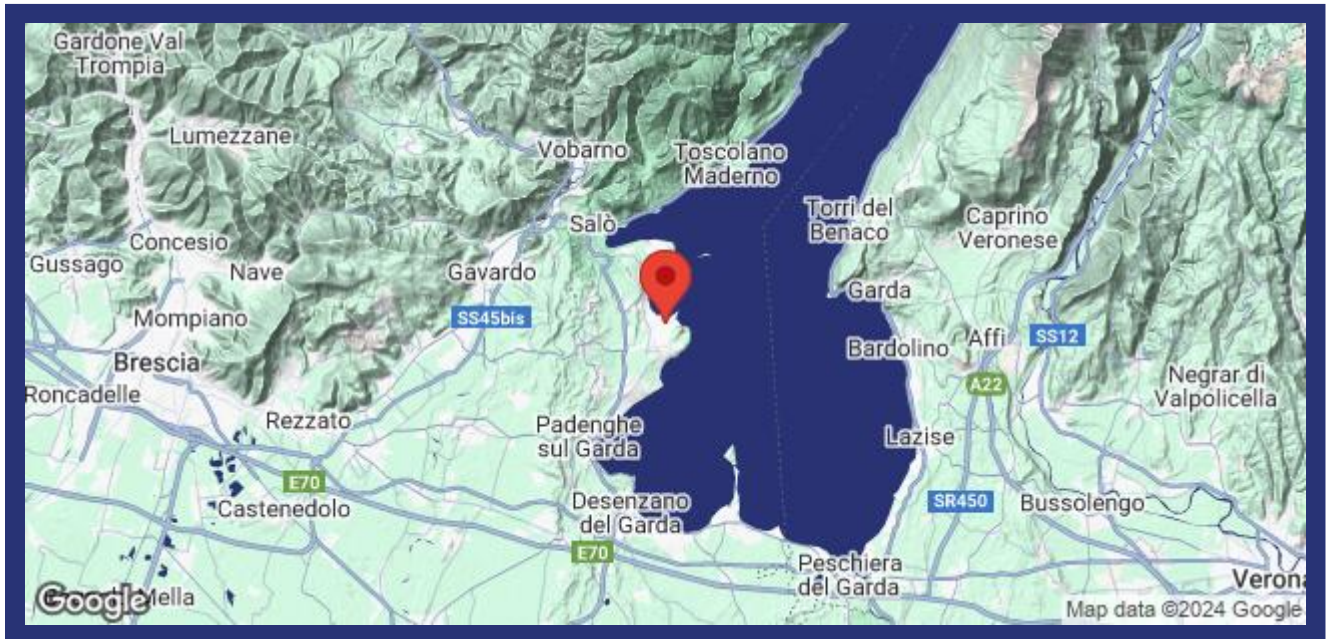 Gardone Val
Trompia
Lumezzane
Vobarno
Toscolano
Maderno
Salò
Torri del
Benaco
Caprino
Veronese
Concesio
Gussago
Nave
Gavardo
Garda
SS45bis
Mompiano
SS12
Affi
Bardolino
Brescia
A22
Negrar di
Valpolicella
Roncadelle
Rezzato
Padenghe
sul Garda
Lazise
E70
Castenedolo
Desenzano
del Garda
SR450
Bussolengo
E70
Peschiera
del Garda
Verona
Google
Mella
Map data ©2024 Google